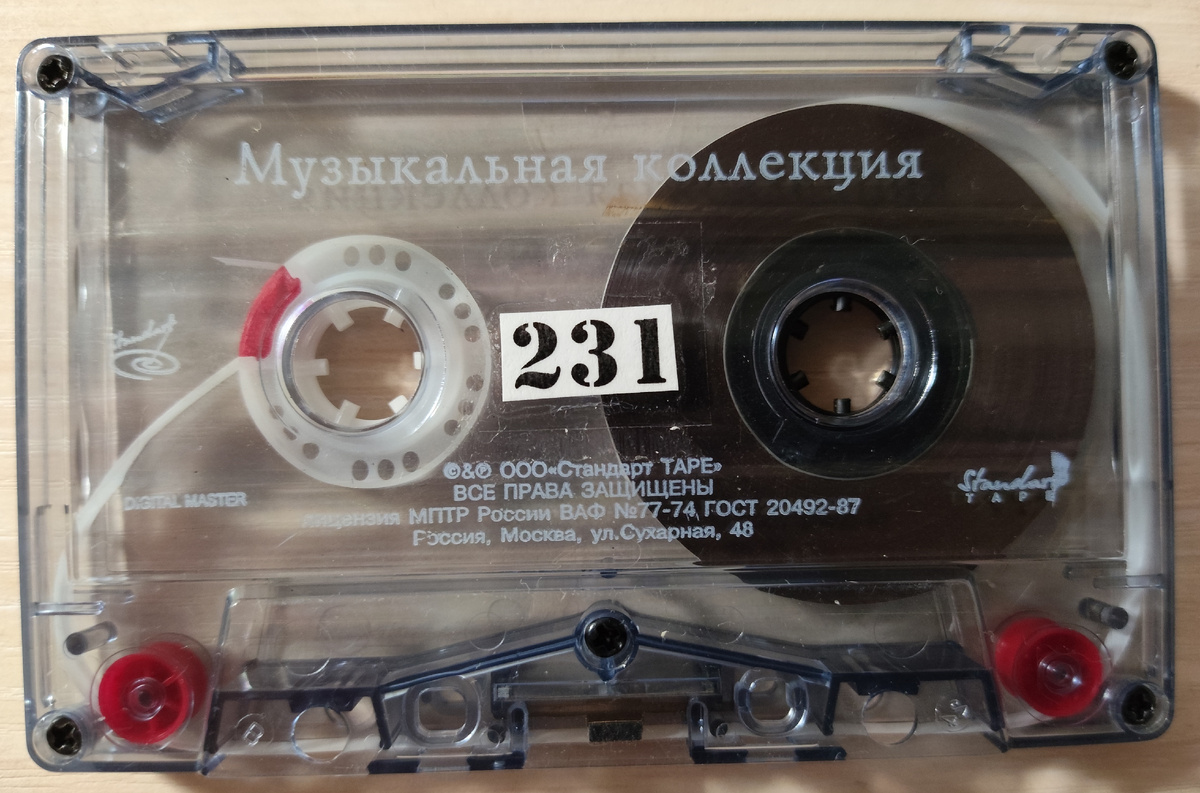 Музыкальная коллекция
231
Standart
©&℗ ООО«Стандарт TAPE»
DIGITAL MASTER
ВСЕ ПРАВА ЗАЩИЩЕНЫ
Standart
TAPE
лицензия МПТР России ВАФ №77-74 ГОСТ 20492-87
Россия, Москва, ул.Сухарная, 48